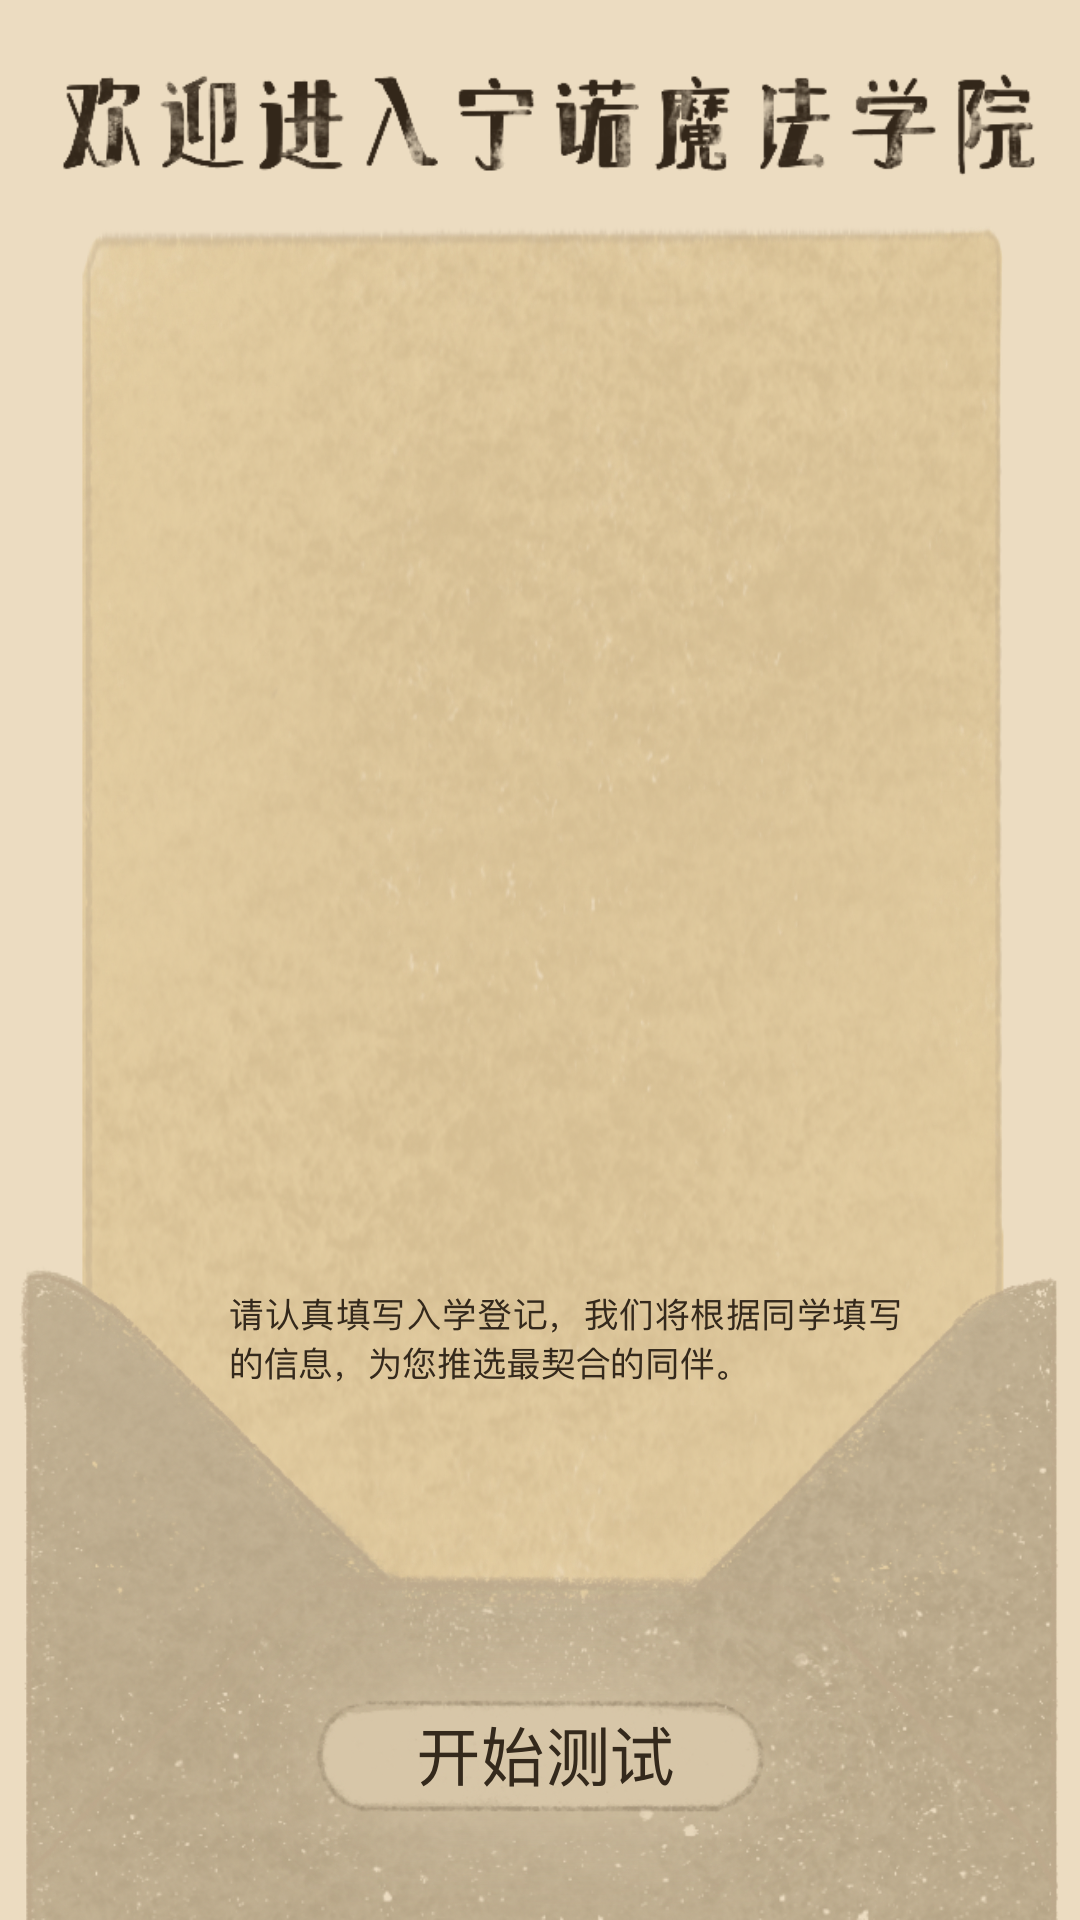 欢迎进入宁诺魔法学院
请认真填写入学登记，我们将根据同学填写
的信息，为您推选最契合的同伴。
开始测试